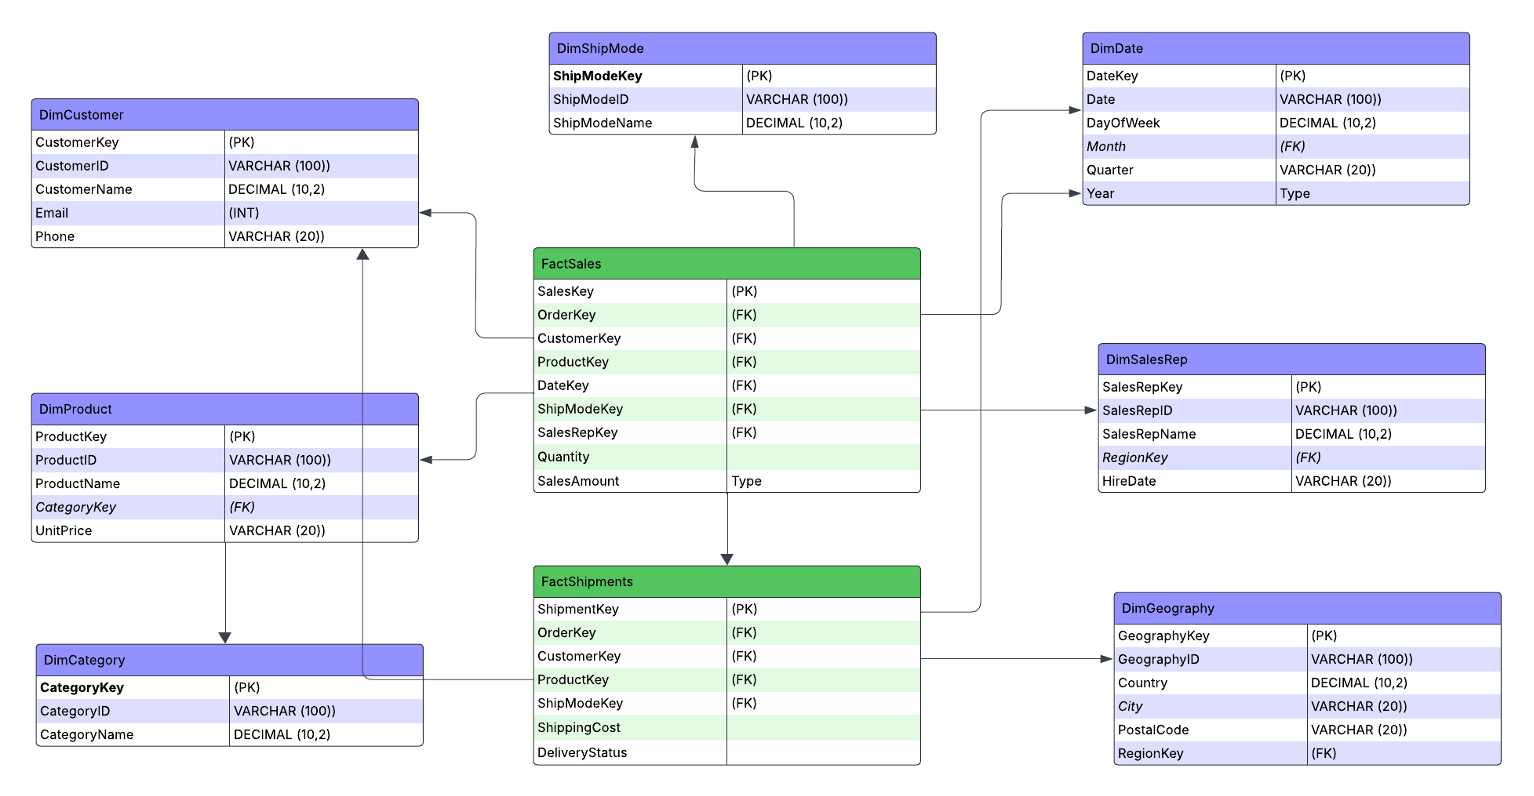 DimShipMode
ShipModeKey (PK)
ShipModeID VARCHAR (100))
ShipModeName DECIMAL (10,2)
DimDate
DateKey (PK)
Date VARCHAR (100))
DayOfWeek DECIMAL (10,2)
Month (FK)
Quarter VARCHAR (20))
Year Type
DimCustomer
CustomerKey (PK)
CustomerID VARCHAR (100))
CustomerName DECIMAL (10,2)
Email (INT)
Phone VARCHAR (20))
FactSales
SalesKey (PK)
OrderKey (FK)
CustomerKey (FK)
ProductKey (FK)
DateKey (FK)
ShipModeKey (FK)
SalesRepKey (FK)
Quantity
SalesAmount Type
DimSalesRep
SalesRepKey (PK)
SalesRepID VARCHAR (100))
SalesRepName DECIMAL (10,2)
RegionKey (FK)
HireDate VARCHAR (20))
DimProduct
ProductKey (PK)
ProductID VARCHAR (100))
ProductName DECIMAL (10,2)
CategoryKey (FK)
UnitPrice VARCHAR (20))
FactShipments
ShipmentKey (PK)
OrderKey (FK)
CustomerKey (FK)
ProductKey (FK)
ShipModeKey (FK)
ShippingCost
DeliveryStatus
DimGeography
GeographyKey (PK)
GeographyID VARCHAR (100))
Country DECIMAL (10,2)
City VARCHAR (20))
PostalCode VARCHAR (20))
RegionKey (FK)
DimCategory
CategoryKey (PK)
CategoryID VARCHAR (100))
CategoryName DECIMAL (10,2)